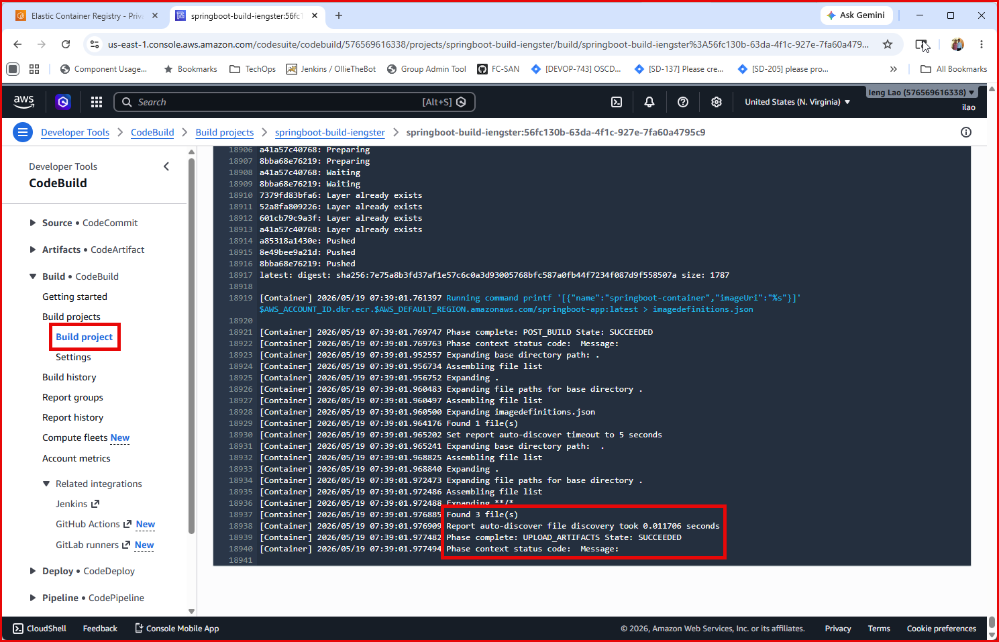 Elastic Container Registry - Priv
springboot-build-iengster:56fc1
Ask Gemini
us-east-1.console.aws.amazon.com/codesuite/codebuild/576569616338/projects/springboot-build-iengster/build/springboot-build-iengster%3A56fc130b-63da-4f1c-927e-7fa60a479...
Component Usage...
Bookmarks
TechOps
Jenkins / OllieTheBot
Group Admin Tool
FC-SAN
[DEVOP-743] OSCD...
[SD-137] Please cre...
[SD-205] please pro...
All Bookmarks
aws
Search
[Alt+S]
United States (N. Virginia)
Ieng Lao (576569616338)
ilao
Developer Tools
CodeBuild
Build projects
springboot-build-iengster
springboot-build-iengster:56fc130b-63da-4f1c-927e-7fa60a4795c9
Developer Tools
CodeBuild
Source • CodeCommit
Artifacts • CodeArtifact
Build • CodeBuild
Getting started
Build projects
Build project
Settings
Build history
Report groups
Report history
Compute fleets New
Account metrics
Related integrations
Jenkins
GitHub Actions New
GitLab runners New
Deploy • CodeDeploy
Pipeline • CodePipeline
18906 a41a57c40768: Preparing
18907 8bba68e76219: Preparing
18908 a41a57c40768: Waiting
18909 8bba68e76219: Waiting
18910 7379fd83bfa6: Layer already exists
18911 52a8fa809226: Layer already exists
18912 601cb79c9a3f: Layer already exists
18913 a41a57c40768: Layer already exists
18914 a85318a1430e: Pushed
18915 8e49bee9a21d: Pushed
18916 8bba68e76219: Pushed
18917 latest: digest: sha256:7e75a8b3fd37af1e57c6c0a3d93005768bfc587a0fb44f7234f087d9f558507a size: 1787
18918
18919 [Container] 2026/05/19 07:39:01.761397 Running command printf '[{"name":"springboot-container","imageUri":"%s"}]'
$AWS_ACCOUNT_ID.dkr.ecr.$AWS_DEFAULT_REGION.amazonaws.com/springboot-app:latest > imagedefinitions.json
18920
18921 [Container] 2026/05/19 07:39:01.769747 Phase complete: POST_BUILD State: SUCCEEDED
18922 [Container] 2026/05/19 07:39:01.769763 Phase context status code:  Message:
18923 [Container] 2026/05/19 07:39:01.952557 Expanding base directory path: .
18924 [Container] 2026/05/19 07:39:01.956734 Assembling file list
18925 [Container] 2026/05/19 07:39:01.956752 Expanding .
18926 [Container] 2026/05/19 07:39:01.960483 Expanding file paths for base directory .
18927 [Container] 2026/05/19 07:39:01.960497 Assembling file list
18928 [Container] 2026/05/19 07:39:01.960500 Expanding imagedefinitions.json
18929 [Container] 2026/05/19 07:39:01.964176 Found 1 file(s)
18930 [Container] 2026/05/19 07:39:01.965202 Set report auto-discover timeout to 5 seconds
18931 [Container] 2026/05/19 07:39:01.965241 Expanding base directory path:  .
18932 [Container] 2026/05/19 07:39:01.968825 Assembling file list
18933 [Container] 2026/05/19 07:39:01.968840 Expanding .
18934 [Container] 2026/05/19 07:39:01.972473 Expanding file paths for base directory .
18935 [Container] 2026/05/19 07:39:01.972486 Assembling file list
18936 [Container] 2026/05/19 07:39:01.972488 Expanding **/*
18937 [Container] 2026/05/19 07:39:01.976885 Found 3 file(s)
18938 [Container] 2026/05/19 07:39:01.976909 Report auto-discover file discovery took 0.011706 seconds
18939 [Container] 2026/05/19 07:39:01.977482 Phase complete: UPLOAD_ARTIFACTS State: SUCCEEDED
18940 [Container] 2026/05/19 07:39:01.977494 Phase context status code:  Message:
18941
CloudShell
Feedback
Console Mobile App
© 2026, Amazon Web Services, Inc. or its affiliates.
Privacy
Terms
Cookie preferences